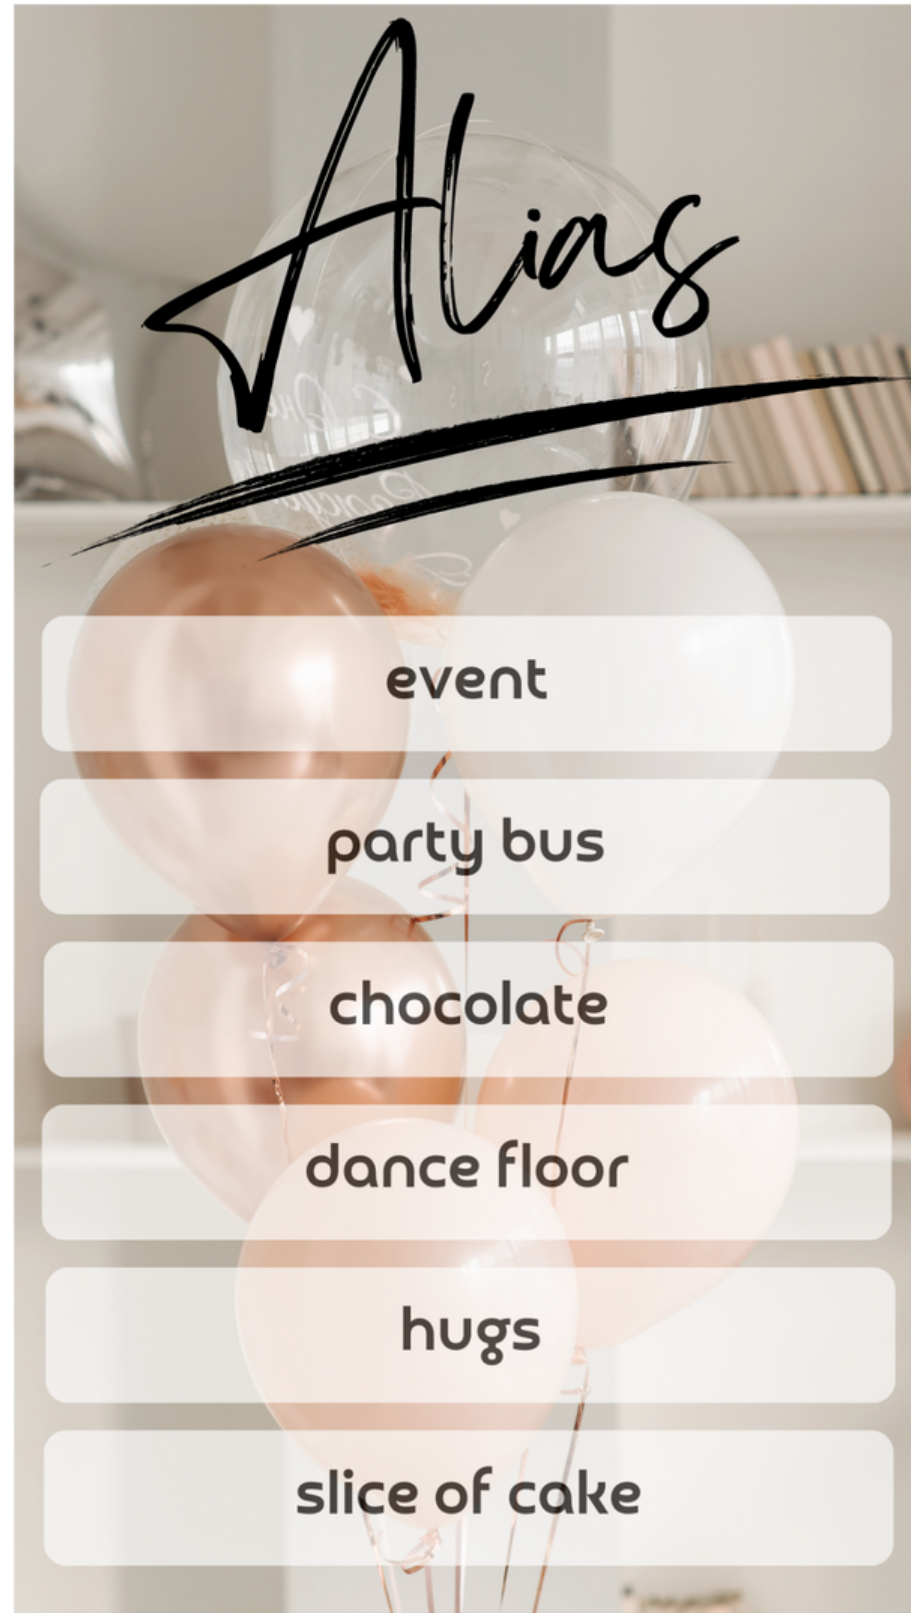 Alias
event
party bus
chocolate
dance floor
hugs
slice of cake